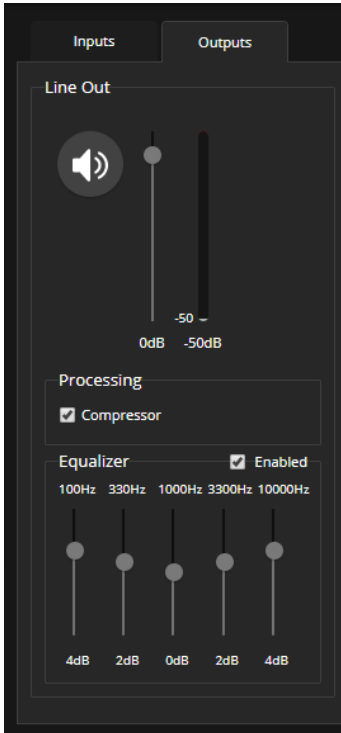 Inputs Outputs
Line Out
-50
0dB -50dB
Processing
Compressor
Equalizer Enabled
100Hz 330Hz 1000Hz 3300Hz 10000Hz
4dB 2dB 0dB 2dB 4dB